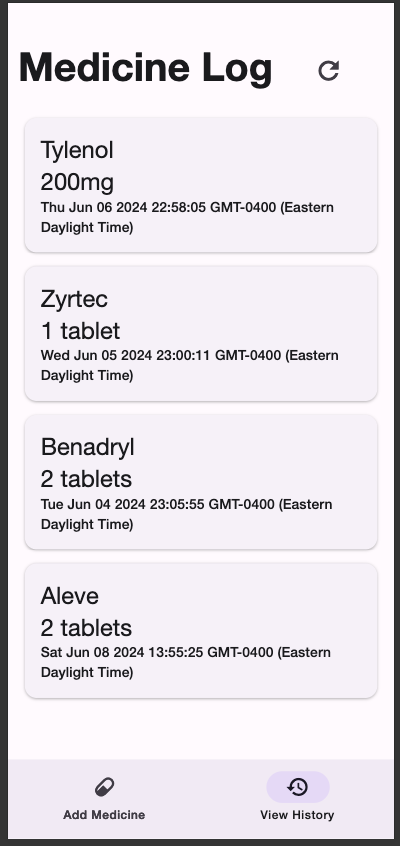 Medicine Log
Tylenol
200mg
Thu Jun 06 2024 22:58:05 GMT-0400 (Eastern
Daylight Time)
Zyrtec
1 tablet
Wed Jun 05 2024 23:00:11 GMT-0400 (Eastern
Daylight Time)
Benadryl
2 tablets
Tue Jun 04 2024 23:05:55 GMT-0400 (Eastern
Daylight Time)
Aleve
2 tablets
Sat Jun 08 2024 13:55:25 GMT-0400 (Eastern
Daylight Time)
Add Medicine
View History